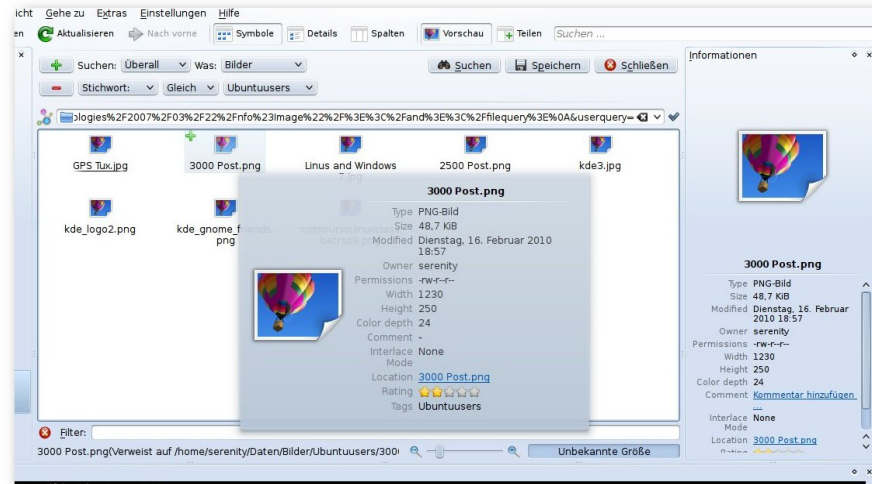 icht Gehe zu Extras Einstellungen Hilfe
en Aktualisieren Nach vorne Symbole Details Spalten Vorschau Teilen Suchen ...
Suchen: Überall Was: Bilder Suchen Speichern Schließen
Stichwort: Gleich Ubuntuusers
ologies%2F2007%2F03%2F22%2Fnfo%23Image%22%2F%3E%3C%2Fand%3E%3C%2Ffilequery%3E%0A&userquery=
GPS Tux.jpg
3000 Post.png
Linus and Windows 7.jpg
2500 Post.png
kde3.jpg
kde_logo2.png
kde_gnome_friends.
png
3000 Post.png
Type PNG-Bild
Size 48,7 KiB
Modified Dienstag, 16. Februar 2010
18:57
Owner serenity
Permissions -rw-r--r--
Width 1230
Height 250
Color depth 24
Comment -
Interlace None
Mode
Location 3000 Post.png
Rating
Tags Ubuntuusers
Filter:
3000 Post.png(Verweist auf /home/serenity/Daten/Bilder/Ubuntuusers/300
Unbekannte Größe
Informationen
3000 Post.png
Type PNG-Bild
Size 48,7 KiB
Modified Dienstag, 16. Februar
2010 18:57
Owner serenity
Permissions -rw-r--r--
Width 1230
Height 250
Color depth 24
Comment Kommentar hinzufügen
...
Interlace None
Mode
Location 3000 Post.png
Rating